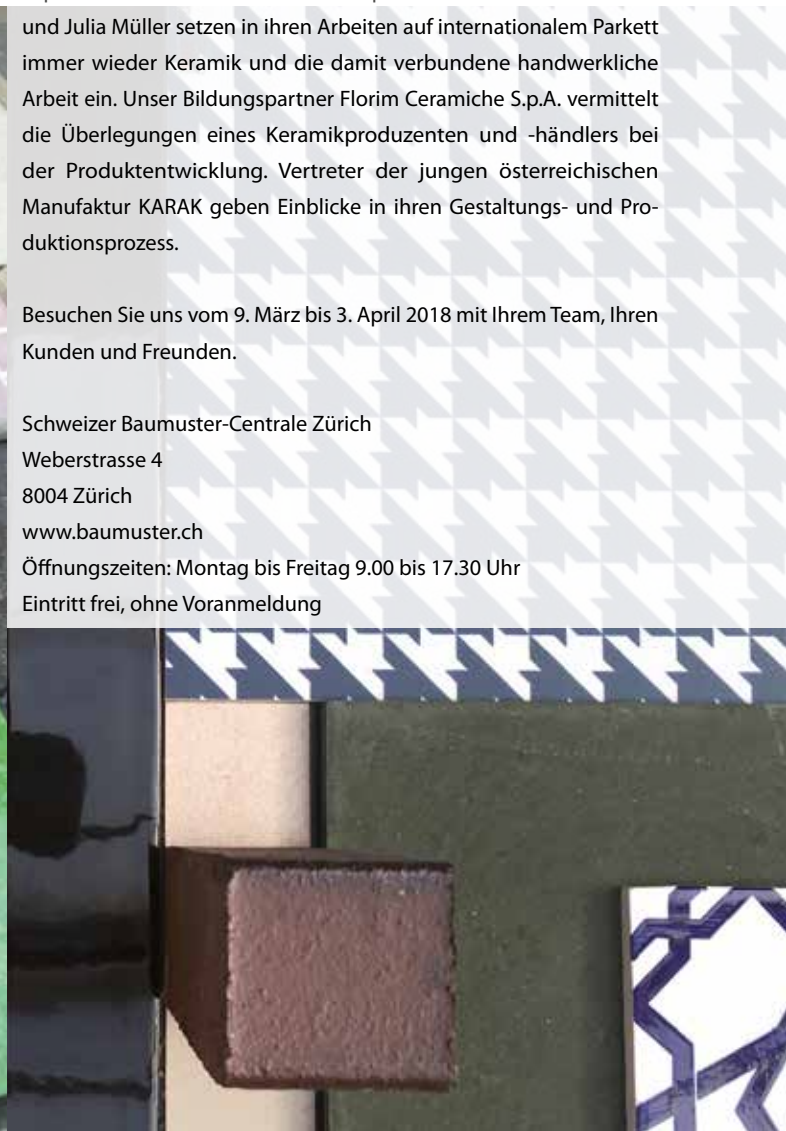 und Julia Müller setzen in ihren Arbeiten auf internationalem Parkett
immer wieder Keramik und die damit verbundene handwerkliche
Arbeit ein. Unser Bildungspartner Florim Ceramiche S.p.A. vermittelt
die Überlegungen eines Keramikproduzenten und -händlers bei
der Produktentwicklung. Vertreter der jungen österreichischen
Manufaktur KARAK geben Einblicke in ihren Gestaltungs- und Pro-
duktionsprozess.
Besuchen Sie uns vom 9. März bis 3. April 2018 mit Ihrem Team, Ihren
Kunden und Freunden.
Schweizer Baumuster-Centrale Zürich
Weberstrasse 4
8004 Zürich
www.baumuster.ch
Öffnungszeiten: Montag bis Freitag 9.00 bis 17.30 Uhr
Eintritt frei, ohne Voranmeldung